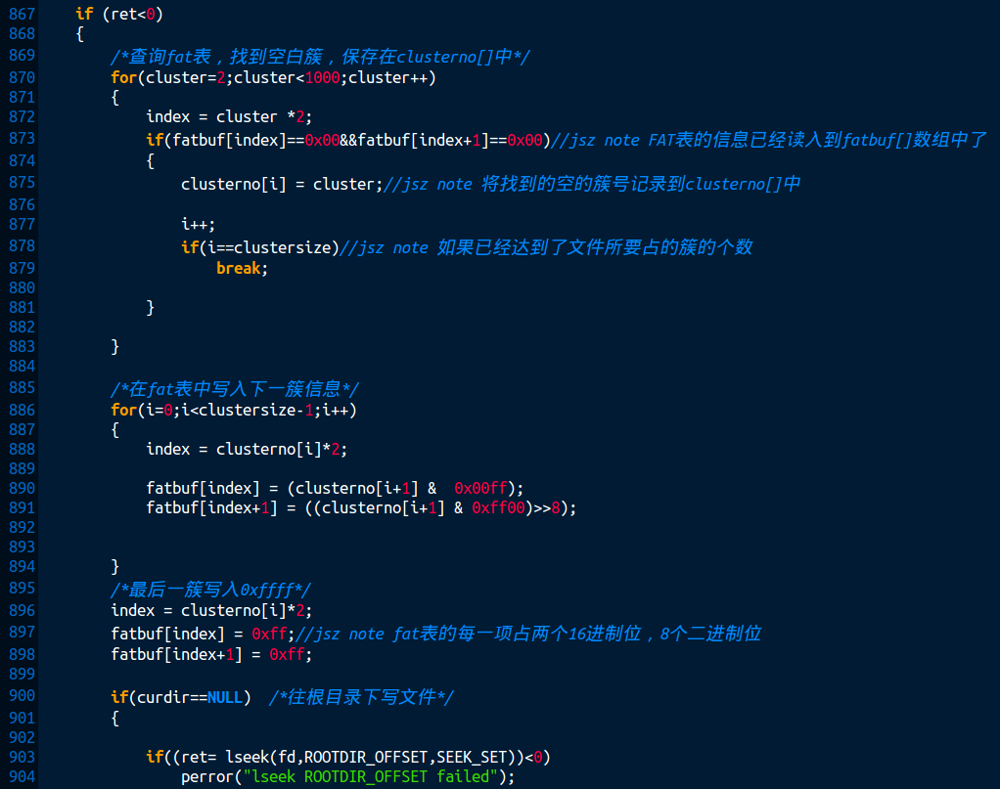 867 if (ret<0)
868 {
869 /*查询fat表，找到空白簇，保存在clusterno[]中*/
870 for(cluster=2;cluster<1000;cluster++)
871 {
872 index = cluster *2;
873 if(fatbuf[index]==0x00&&fatbuf[index+1]==0x00)//jsz note FAT表的信息已经读入到fatbuf[]数组中了
874 {
875 clusterno[i] = cluster;//jsz note 将找到的空的簇号记录到clusterno[]中
876
877 i++;
878 if(i==clustersize)//jsz note 如果已经达到了文件所要占的簇的个数
879 break;
880
881 }
882
883 }
884
885 /*在fat表中写入下一簇信息*/
886 for(i=0;i<clustersize-1;i++)
887 {
888 index = clusterno[i]*2;
889
890 fatbuf[index] = (clusterno[i+1] &  0x00ff);
891 fatbuf[index+1] = ((clusterno[i+1] & 0xff00)>>8);
892
893
894 }
895 /*最后一簇写入0xffff*/
896 index = clusterno[i]*2;
897 fatbuf[index] = 0xff;//jsz note fat表的每一项占两个16进制位，8个二进制位
898 fatbuf[index+1] = 0xff;
899
900 if(curdir==NULL)  /*往根目录下写文件*/
901 {
902
903 if((ret= lseek(fd,ROOTDIR_OFFSET,SEEK_SET))<0)
904 perror("lseek ROOTDIR_OFFSET failed");